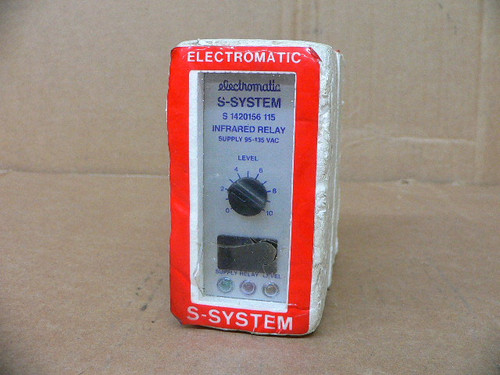 ELECTROMATIC
electromatic
S-SYSTEM
S 1420156 115
INFRARED RELAY
SUPPLY 95-135 VAC
LEVEL
4 6
2 8
0 10
SUPPLY RELAY LEVEL
S-SYSTEM